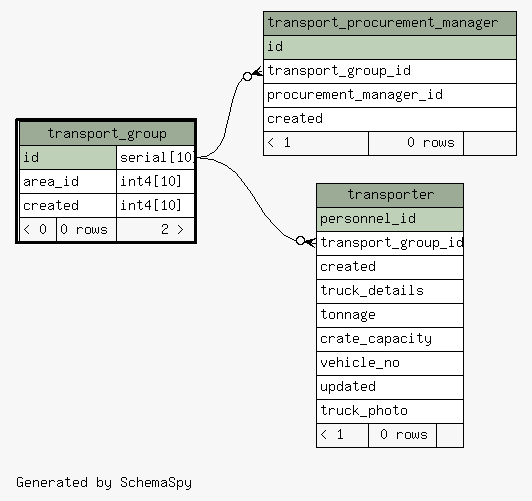 transport_procurement_manager
id
transport_group_id
procurement_manager_id
created
< 1 0 rows
transport_group
id serial[10]
area_id int4[10]
created int4[10]
< 0 0 rows 2 >
transporter
personnel_id
transport_group_id
created
truck_details
tonnage
crate_capacity
vehicle_no
updated
truck_photo
< 1 0 rows
Generated by SchemaSpy